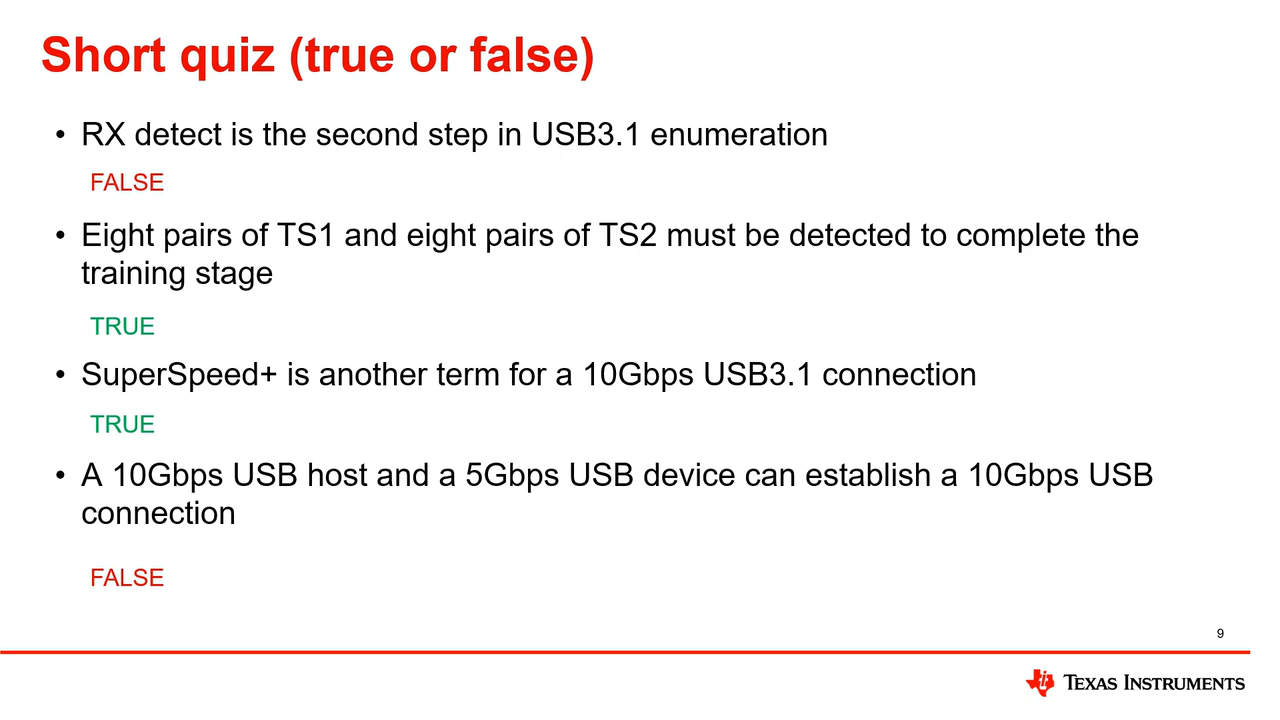 Short quiz (true or false)
• RX detect is the second step in USB3.1 enumeration
FALSE
• Eight pairs of TS1 and eight pairs of TS2 must be detected to complete the
training stage
TRUE
• SuperSpeed+ is another term for a 10Gbps USB3.1 connection
TRUE
• A 10Gbps USB host and a 5Gbps USB device can establish a 10Gbps USB
connection
FALSE
9
TEXAS INSTRUMENTS